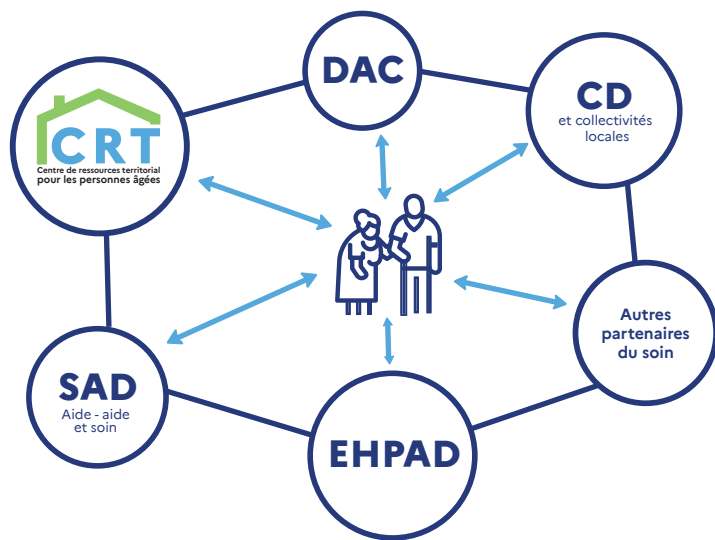 DAC
CRT
Centre de ressources territorial
pour les personnes âgées
CD
et collectivités
locales
Autres
partenaires
du soin
SAD
Aide - aide
et soin
EHPAD